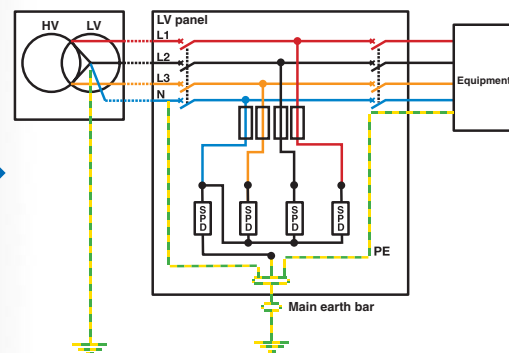 HV LV
LV panel
L1
L2
L3
N
Equipment
SPD
SPD
SPD
SPD
PE
Main earth bar